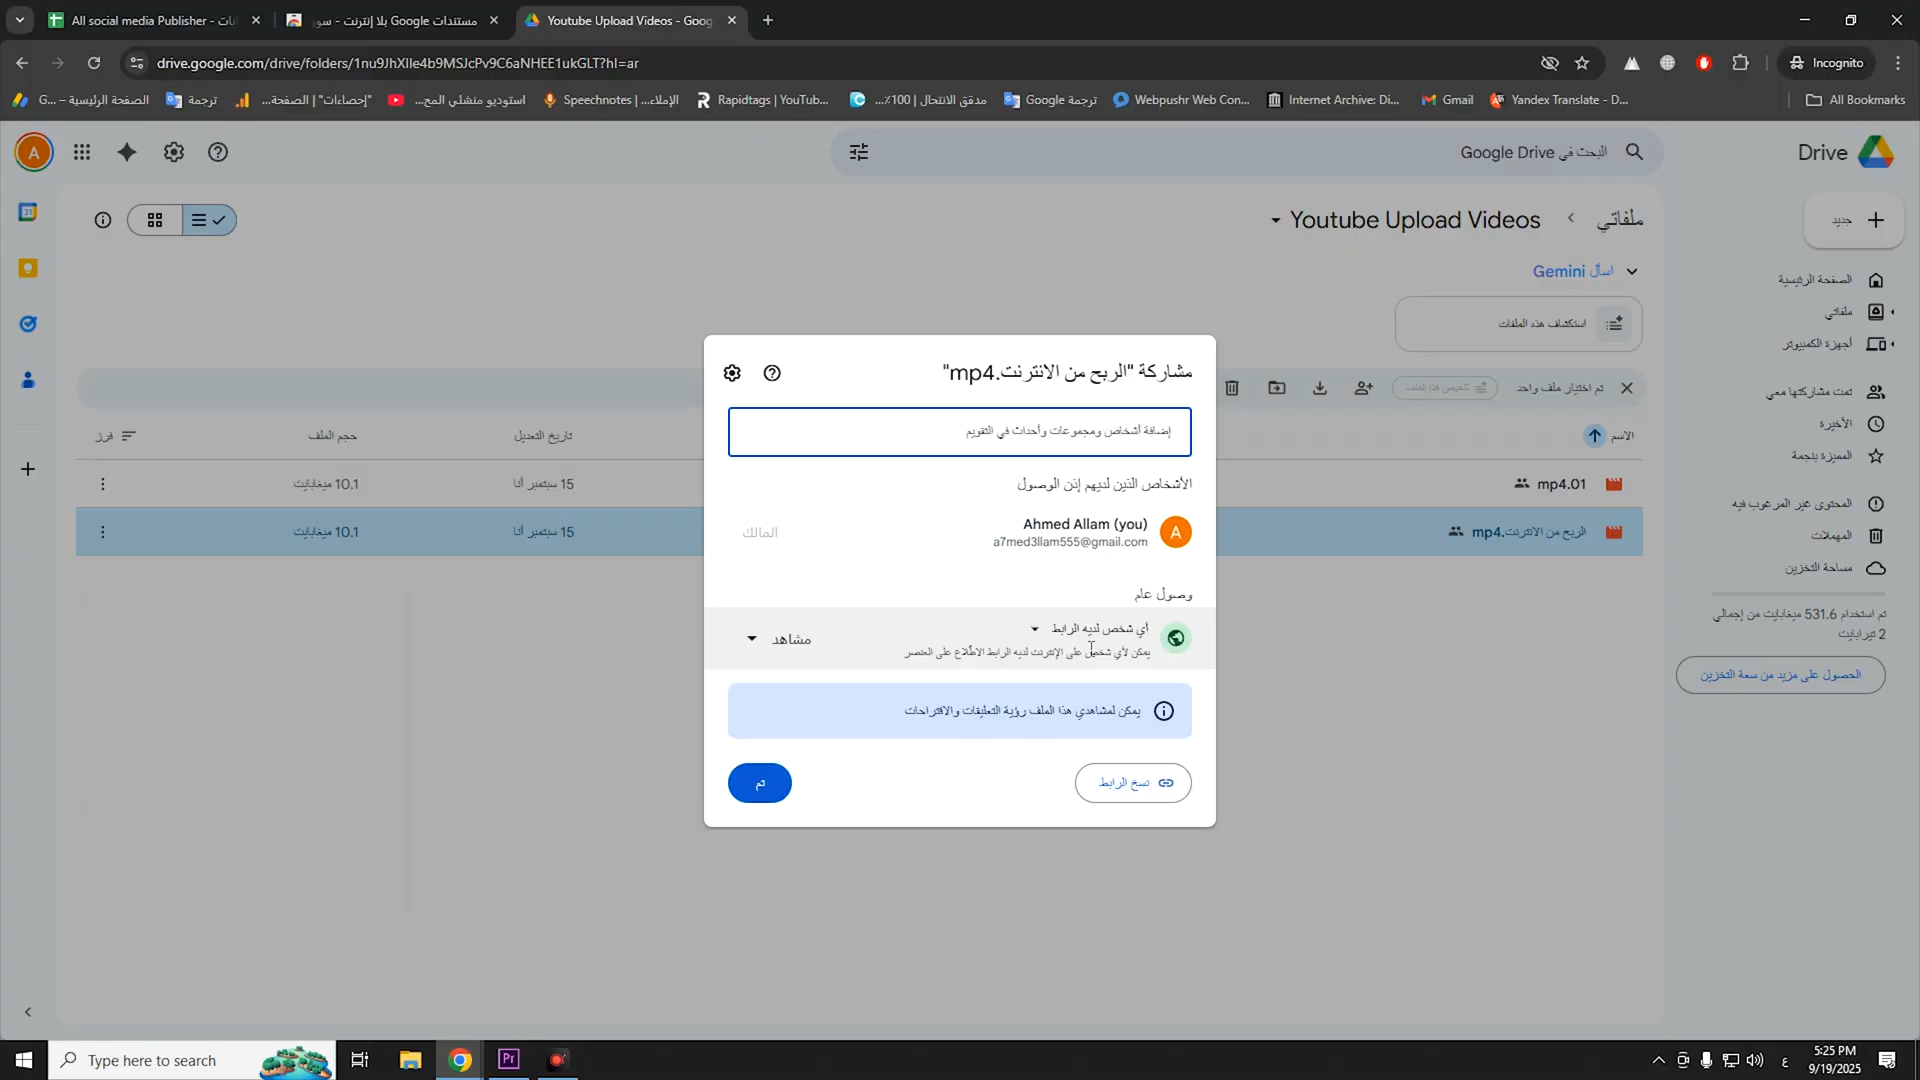 All social media Publisher - انات
مستندات Google بلا إنترنت - سور
Youtube Upload Videos - Goog
drive.google.com/drive/folders/1nu9JhXlle4b9MSJcPv9C6aNHEE1ukGLT?hl=ar
Incognito
الصفحة الرئيسية – ...G
ترجمة
إحصاءات" | الصفحة...
استوديو منشئي المح...
Speechnotes | الإملاء...
Rapidtags | YouTub...
مدقق الانتحال | 100٪...
ترجمة Google
Webpushr Web Con...
Internet Archive: Di...
Gmail
Yandex Translate - D...
All Bookmarks
A
البحث في Google Drive
Drive
31
ملفاتي
Youtube Upload Videos
جديد
اسأل Gemini
استكشاف هذه الملفات
الصفحة الرئيسية
ملفاتي
أجهزة الكمبيوتر
تمت مشاركتها معي
الأخيرة
المميزة بنجمة
المحتوى غير المرغوب فيه
المهملات
مساحة التخزين
تم استخدام 531.6 ميغابايت من إجمالي
2 تيرابايت
الحصول على مزيد من سعة التخزين
تم اختيار ملف واحد
تلخيص هذا الملف
الاسم
تاريخ التعديل
حجم الملف
فرز
mp4.01
15 سبتمبر أنا
10.1 ميغابايت
الربح من الانترنت.mp4
15 سبتمبر أنا
10.1 ميغابايت
مشاركة "الربح من الانترنت.mp4"
إضافة أشخاص ومجموعات وأحداث في التقويم
الأشخاص الذين لديهم إذن الوصول
Ahmed Allam (you)
a7med3llam555@gmail.com
المالك
A
وصول عام
أي شخص لديه الرابط
يمكن لأي شخص على الإنترنت لديه الرابط الاطّلاع على العنصر
مشاهد
يمكن لمشاهدي هذا الملف رؤية التعليقات والاقتراحات
نسخ الرابط
تم
Type here to search
Pr
ع
5:25 PM
9/19/2025